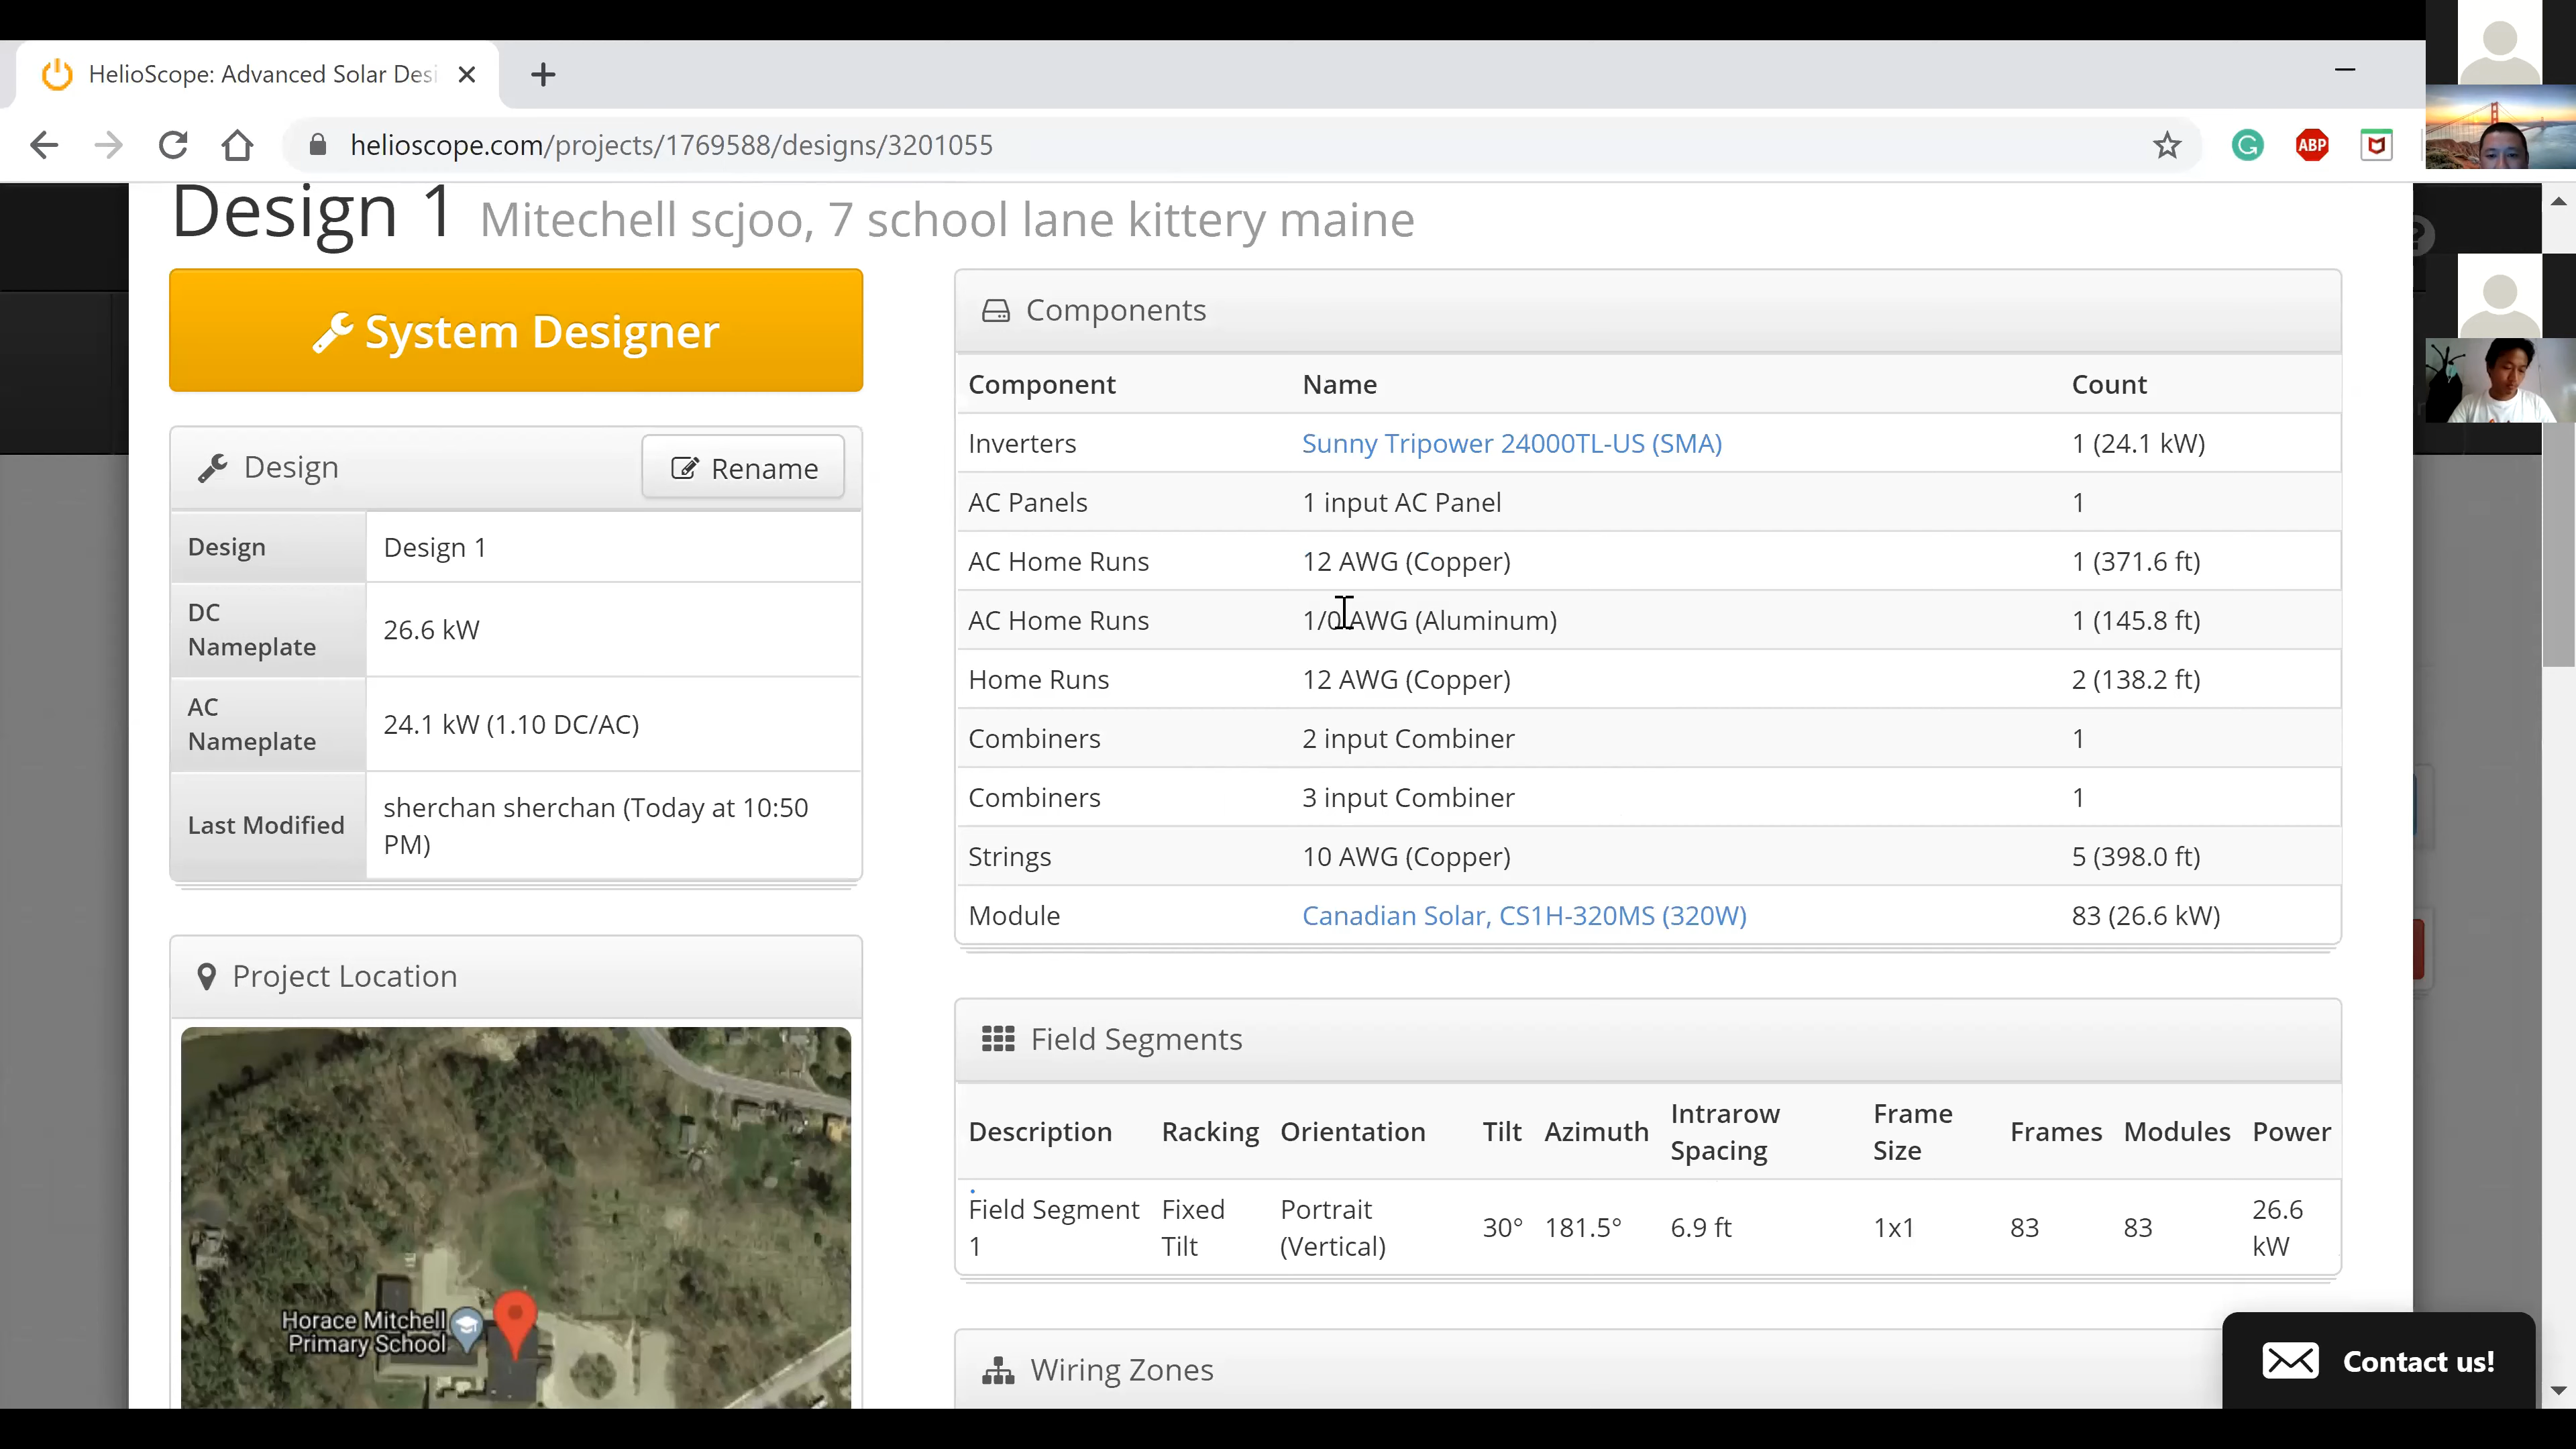 HelioScope: Advanced Solar Desi
helioscope.com/projects/1769588/designs/3201055
ABP
Design 1 Mitechell scjoo, 7 school lane kittery maine
System Designer
Design
Rename
Design Design 1
DC Nameplate 26.6 kW
AC Nameplate 24.1 kW (1.10 DC/AC)
Last Modified sherchan sherchan (Today at 10:50 PM)
Project Location
Horace Mitchell
Primary School
Components
Component Name Count
Inverters Sunny Tripower 24000TL-US (SMA) 1 (24.1 kW)
AC Panels 1 input AC Panel 1
AC Home Runs 12 AWG (Copper) 1 (371.6 ft)
AC Home Runs 1/0 AWG (Aluminum) 1 (145.8 ft)
Home Runs 12 AWG (Copper) 2 (138.2 ft)
Combiners 2 input Combiner 1
Combiners 3 input Combiner 1
Strings 10 AWG (Copper) 5 (398.0 ft)
Module Canadian Solar, CS1H-320MS (320W) 83 (26.6 kW)
Field Segments
Description Racking Orientation Tilt Azimuth Intrarow Spacing Frame Size Frames Modules Power
Field Segment 1 Fixed Tilt Portrait (Vertical) 30° 181.5° 6.9 ft 1x1 83 83 26.6 kW
Wiring Zones
Contact us!